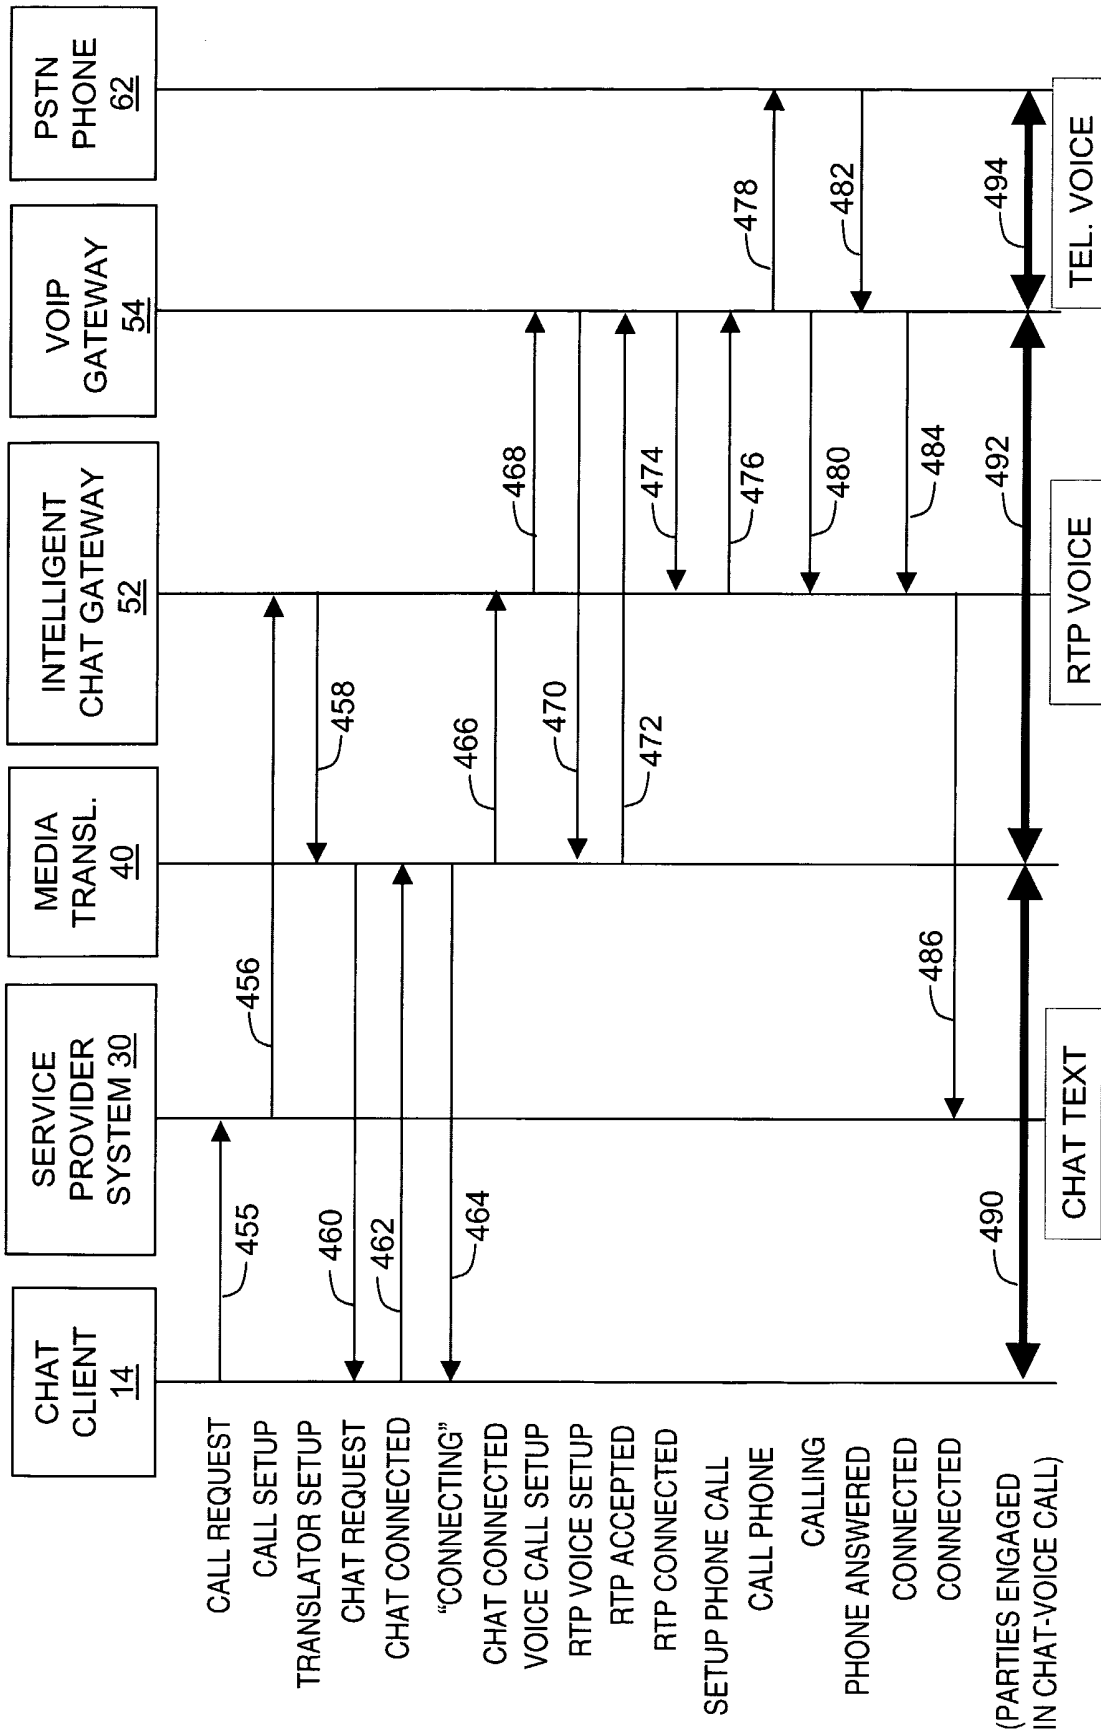 CHAT
CLIENT
14
SERVICE
PROVIDER
SYSTEM 30
MEDIA
TRANSL.
40
INTELLIGENT
CHAT GATEWAY
52
VOIP
GATEWAY
54
PSTN
PHONE
62
CALL REQUEST
455
CALL SETUP
456
TRANSLATOR SETUP
458
CHAT REQUEST
460
CHAT CONNECTED
462
“CONNECTING”
464
CHAT CONNECTED
466
VOICE CALL SETUP
468
RTP VOICE SETUP
470
RTP ACCEPTED
472
RTP CONNECTED
474
SETUP PHONE CALL
476
CALL PHONE
478
CALLING
480
PHONE ANSWERED
482
CONNECTED
484
CONNECTED
486
(PARTIES ENGAGED
IN CHAT-VOICE CALL)
490
492
494
CHAT TEXT
RTP VOICE
TEL. VOICE